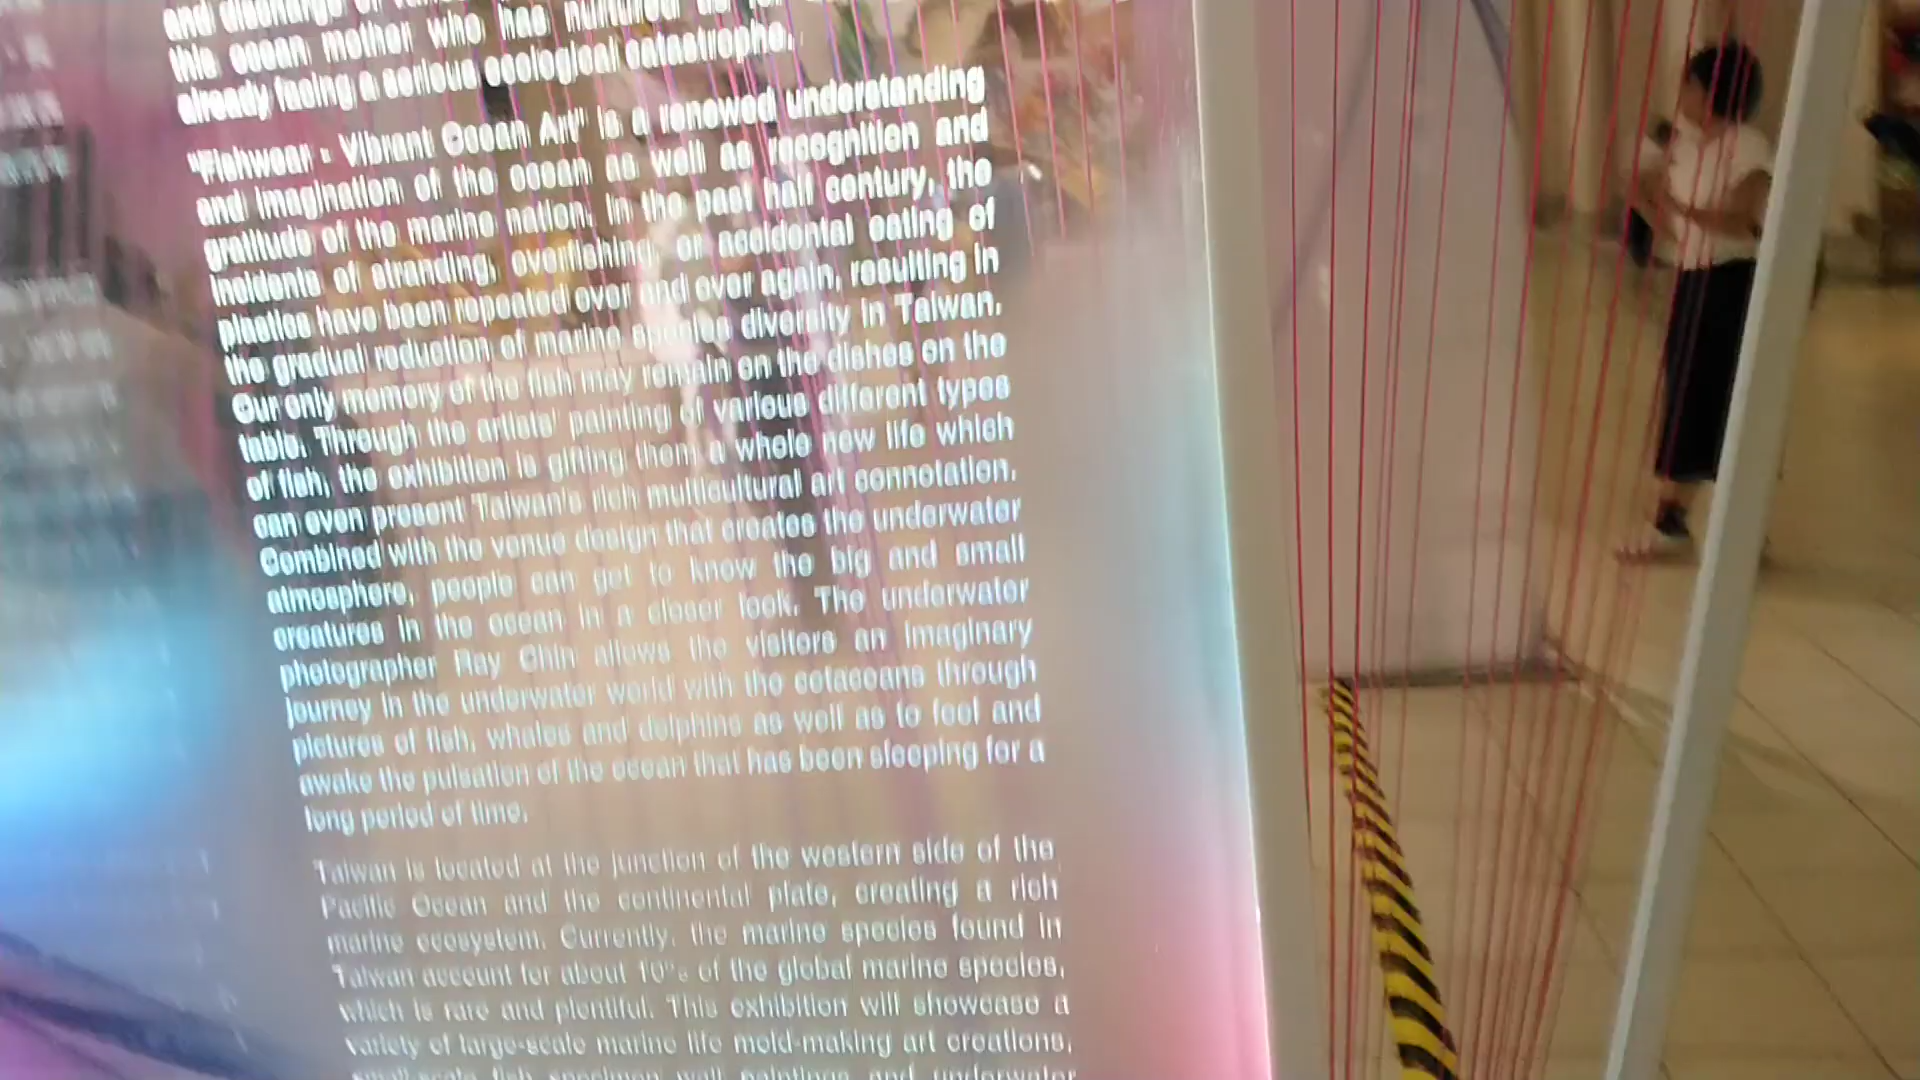 this ocean mother who has nurtured
already facing a serious ecological catastrophe.
"Fishwear - Vibrant Ocean Art" is a renewed understanding
and imagination of the ocean as well as recognition and
gratitude of the marine nation. In the past half century, the
incidents of stranding, overfishing, or accidental eating of
plastics have been repeated over and over again, resulting in
the gradual reduction of marine species diversity in Taiwan.
Our only memory of the fish may remain on the dishes on the
table. Through the artists' painting of various different types
of fish, the exhibition is gifting them a whole new life which
can even present Taiwan's rich multicultural art connotation.
Combined with the venue design that creates the underwater
atmosphere, people can get to know the big and small
creatures in the ocean in a closer look. The underwater
photographer Ray Chin allows the visitors an imaginary
journey in the underwater world with the cetaceans through
pictures of fish, whales and dolphins as well as to feel and
awake the pulsation of the ocean that has been sleeping for a
long period of time.
Taiwan is located at the junction of the western side of the
Pacific Ocean and the continental plate, creating a rich
marine ecosystem. Currently, the marine species found in
Taiwan account for about 10% of the global marine species,
which is rare and plentiful. This exhibition will showcase a
variety of large-scale marine life mold-making art creations,
small-scale fish specimen wall paintings and underwater